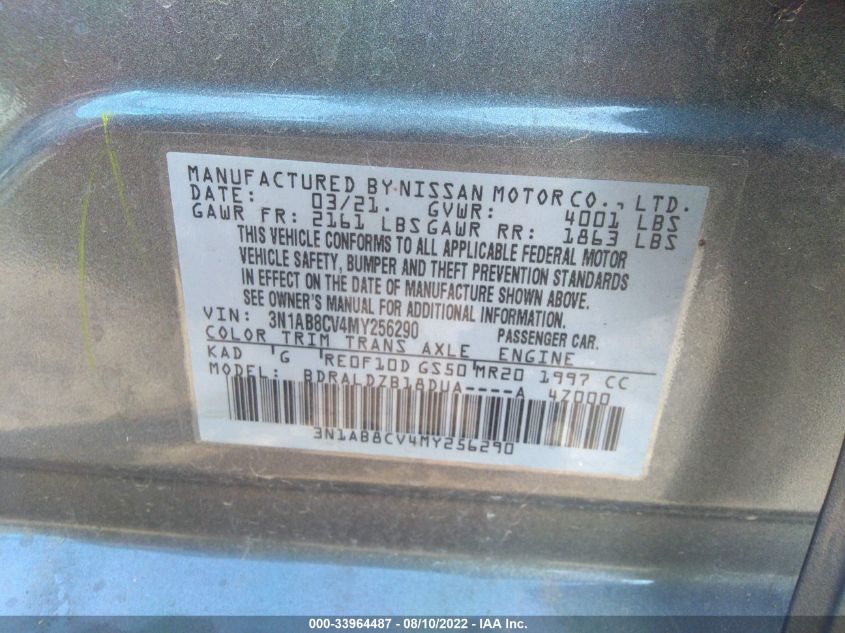 MANUFACTURED BY NISSAN MOTOR CO., LTD.
DATE: 03/21. GVWR: 4001 LBS
GAWR FR: 2161 LBS GAWR RR: 1863 LBS
THIS VEHICLE CONFORMS TO ALL APPLICABLE FEDERAL MOTOR
VEHICLE SAFETY, BUMPER AND THEFT PREVENTION STANDARDS
IN EFFECT ON THE DATE OF MANUFACTURE SHOWN ABOVE.
SEE OWNER'S MANUAL FOR ADDITIONAL INFORMATION.
VIN: 3N1AB8CV4MY256290 PASSENGER CAR.
COLOR TRIM TRANS AXLE ENGINE
KAD G RE0F10D GS50 MR20 1997 CC
MODEL: BDRALDZB18DUA----A 4Z000
3N1AB8CV4MY256290
000-33964487 - 08/10/2022 - IAA Inc.